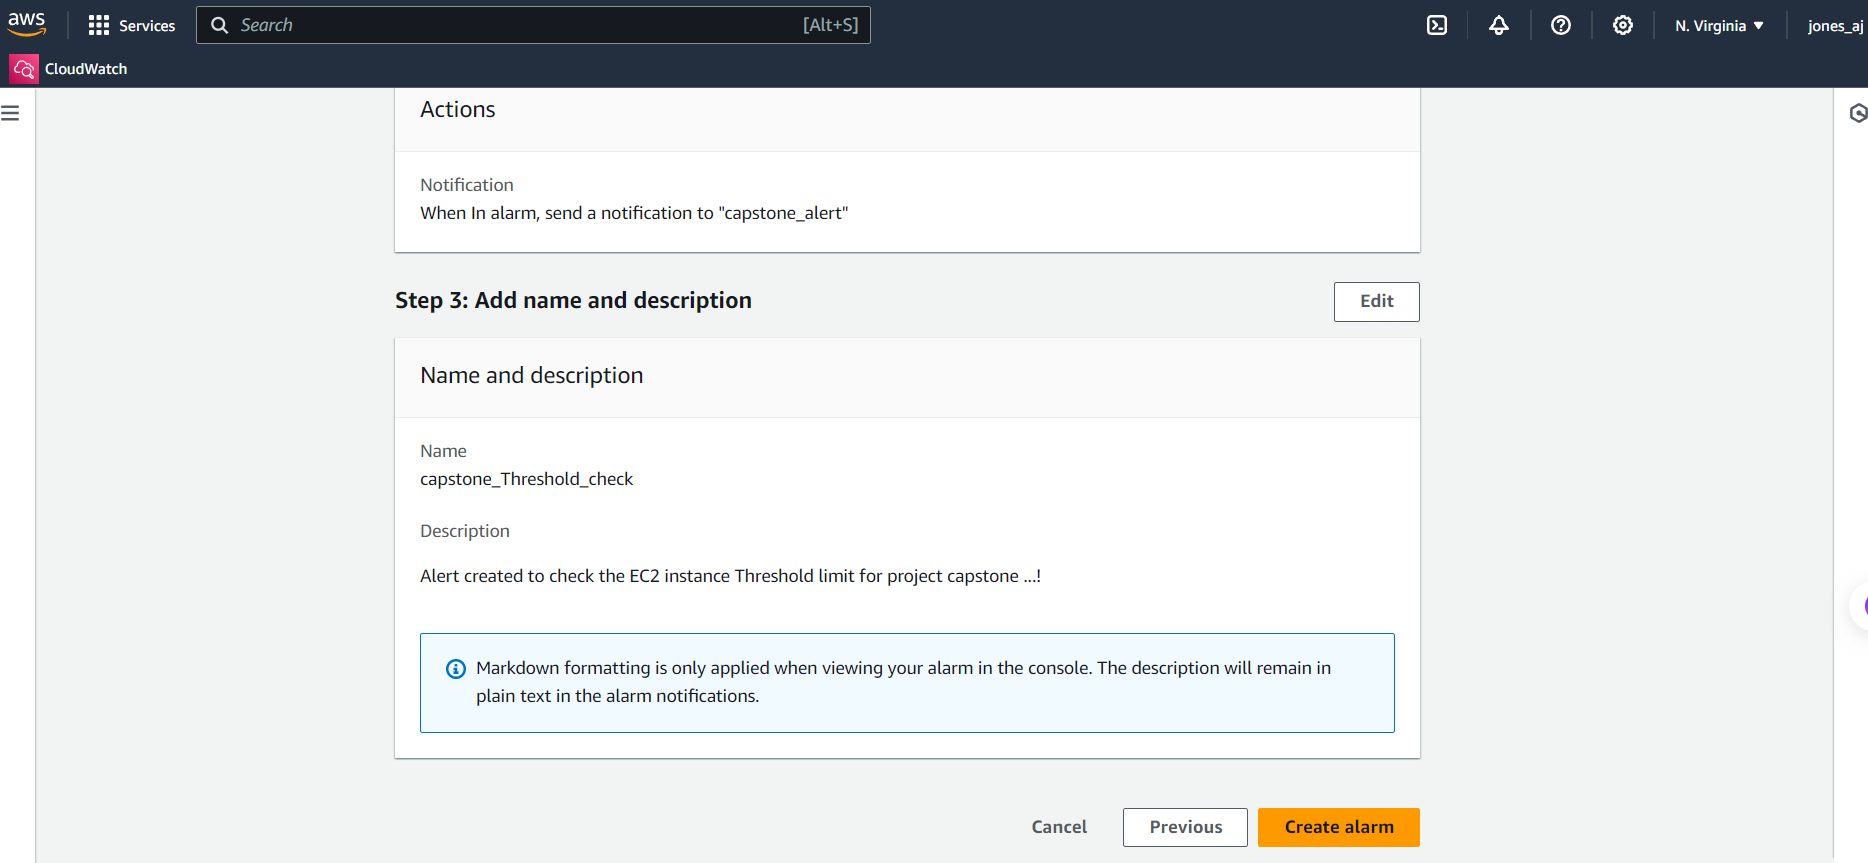 aws
Services
Search
[Alt+S]
N. Virginia
jones_aj
CloudWatch
Actions
Notification
When In alarm, send a notification to "capstone_alert"
Step 3: Add name and description
Edit
Name and description
Name
capstone_Threshold_check
Description
Alert created to check the EC2 instance Threshold limit for project capstone ...!
Markdown formatting is only applied when viewing your alarm in the console. The description will remain in
plain text in the alarm notifications.
Cancel
Previous
Create alarm